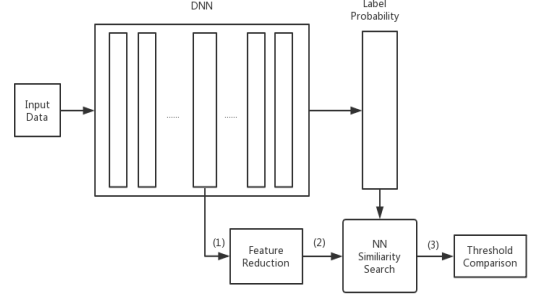 DNN
Label
Probability
Input
Data
......
......
(1)
Feature
Reduction
(2)
NN
Similiarity
Search
(3)
Threshold
Comparison